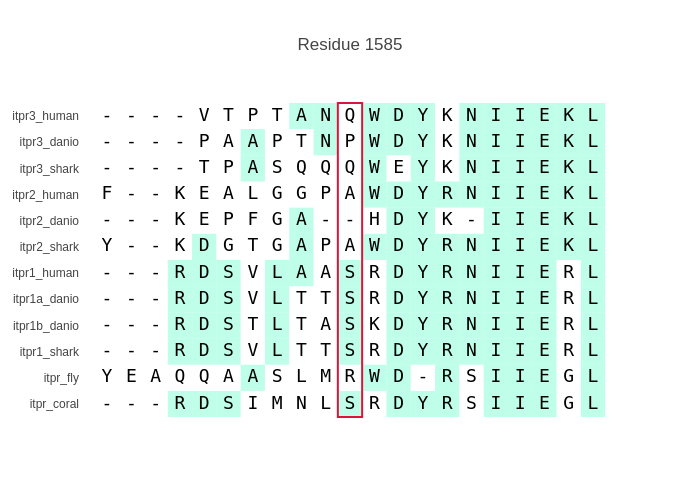 Residue 1585
itpr3_human - - - - V T P T A N Q W D Y K N I I E K L
itpr3_danio - - - - P A A P T N P W D Y K N I I E K L
itpr3_shark - - - - T P A S Q Q Q W E Y K N I I E K L
itpr2_human F - - K E A L G G P A W D Y R N I I E K L
itpr2_danio - - - K E P F G A - - H D Y K - I I E K L
itpr2_shark Y - - K D G T G A P A W D Y R N I I E K L
itpr1_human - - - R D S V L A A S R D Y R N I I E R L
itpr1a_danio - - - R D S V L T T S R D Y R N I I E R L
itpr1b_danio - - - R D S T L T A S K D Y R N I I E R L
itpr1_shark - - - R D S V L T T S R D Y R N I I E R L
itpr_fly Y E A Q Q A A S L M R W D - R S I I E G L
itpr_coral - - - R D S I M N L S R D Y R S I I E G L